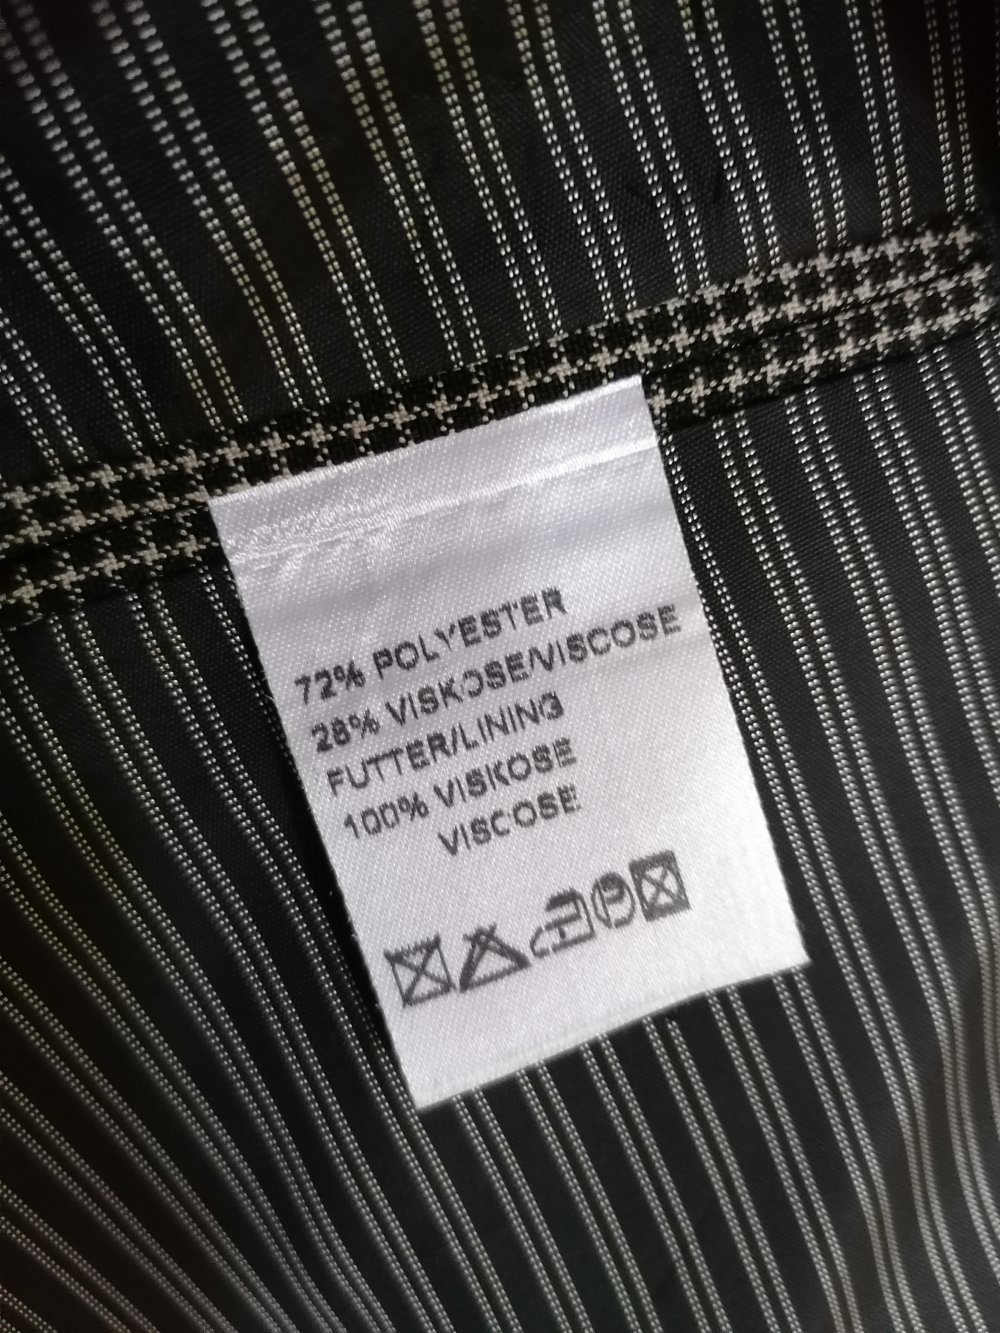 72% POLYESTER
28% VISKOSE/VISCOSE
FUTTER/LINING
100% VISKOSE
VISCOSE
P